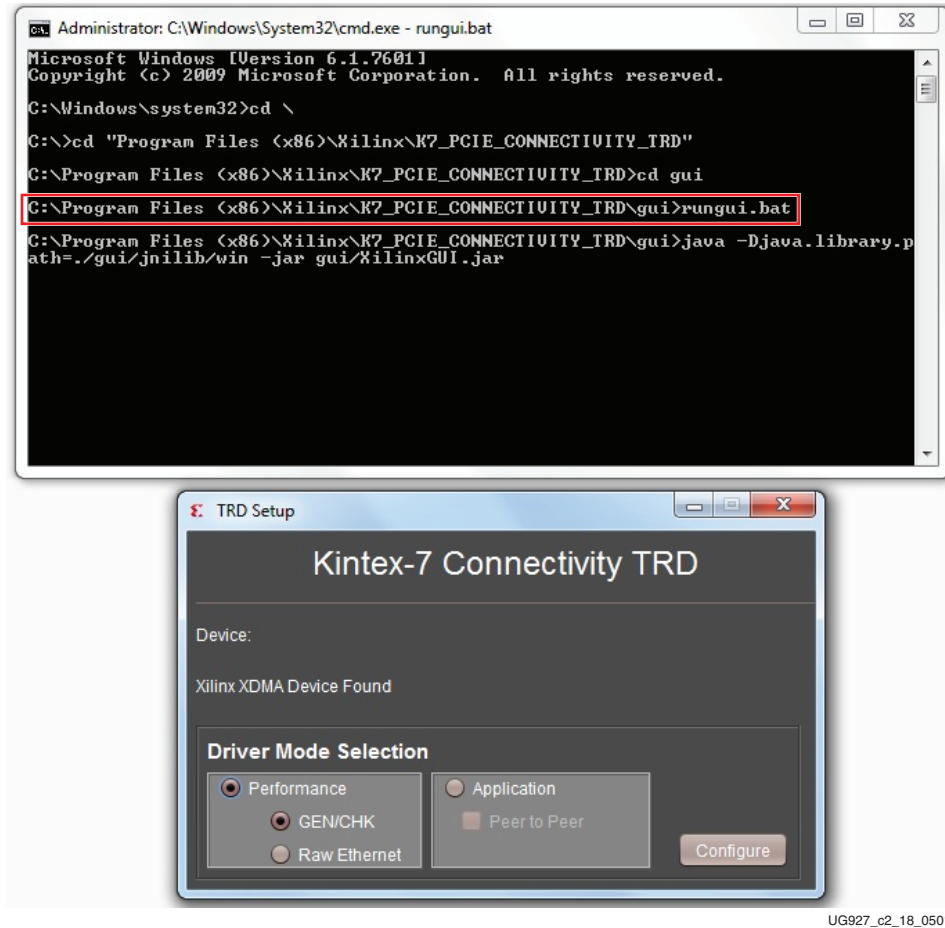 Administrator: C:\Windows\System32\cmd.exe - rungui.bat
Microsoft Windows [Version 6.1.7601]
Copyright (c) 2009 Microsoft Corporation.  All rights reserved.
C:\Windows\system32>cd \
C:\>cd "Program Files (x86)\Xilinx\K7_PCIE_CONNECTIVITY_TRD"
C:\Program Files (x86)\Xilinx\K7_PCIE_CONNECTIVITY_TRD>cd gui
C:\Program Files (x86)\Xilinx\K7_PCIE_CONNECTIVITY_TRD\gui>rungui.bat
C:\Program Files (x86)\Xilinx\K7_PCIE_CONNECTIVITY_TRD\gui>java -Djava.library.p
ath=./gui/jnilib/win -jar gui/XilinxGUI.jar
TRD Setup
Kintex-7 Connectivity TRD
Device:
Xilinx XDMA Device Found
Driver Mode Selection
Performance
GEN/CHK
Raw Ethernet
Application
Peer to Peer
Configure
UG927_c2_18_050